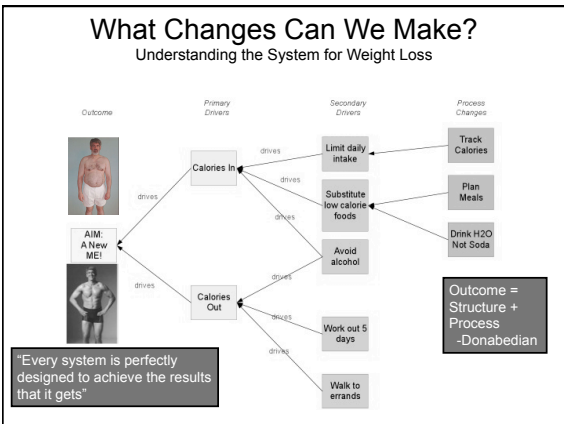 What Changes Can We Make?
Understanding the System for Weight Loss
Outcome
Primary
Drivers
Secondary
Drivers
Process
Changes
AIM:
A New
ME!
drives
drives
Calories In
Calories
Out
drives
drives
drives
drives
drives
drives
Limit daily
intake
Substitute
low calorie
foods
Avoid
alcohol
Work out 5
days
Walk to
errands
Track
Calories
Plan
Meals
Drink H2O
Not Soda
Outcome =
Structure +
Process
-Donabedian
“Every system is perfectly
designed to achieve the results
that it gets”